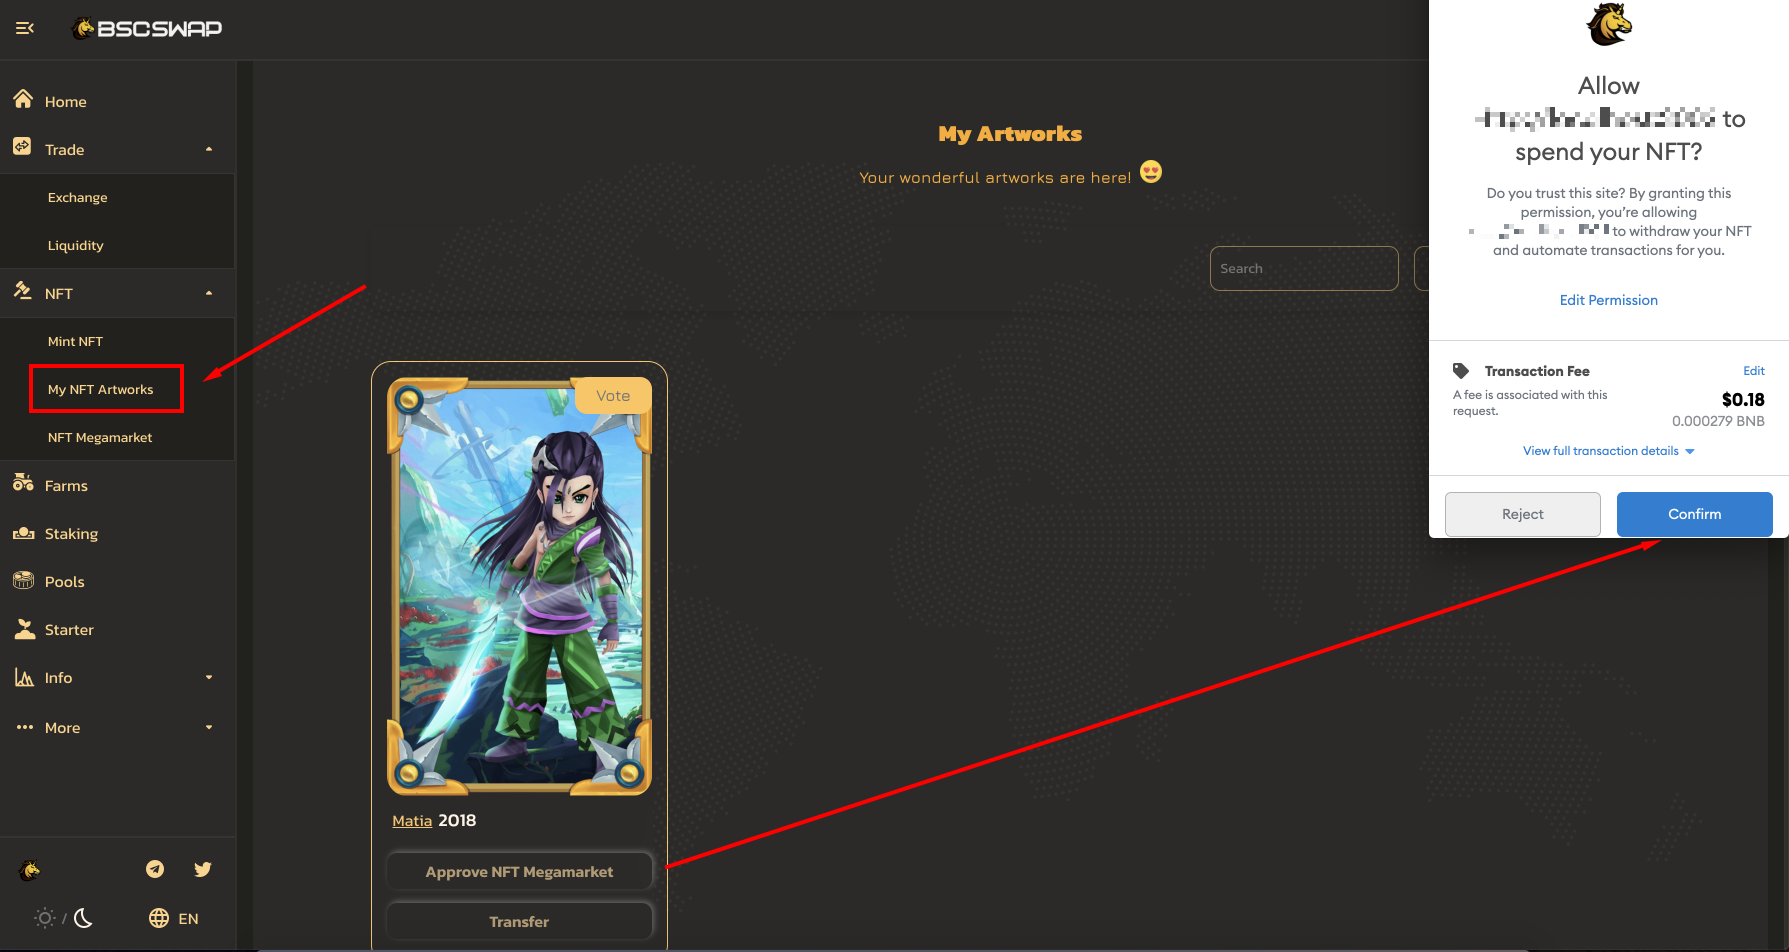 BSCSWAP
Home
Trade
Exchange
Liquidity
NFT
Mint NFT
My NFT Artworks
NFT Megamarket
Farms
Staking
Pools
Starter
Info
More
/
EN
My Artworks
Your wonderful artworks are here!
Search
Vote
Matia 2018
Approve NFT Megamarket
Transfer
Allow
to
spend your NFT?
Do you trust this site? By granting this
permission, you're allowing
to withdraw your NFT
and automate transactions for you.
Edit Permission
Transaction Fee
Edit
A fee is associated with this
request.
$0.18
0.000279 BNB
View full transaction details
Reject
Confirm